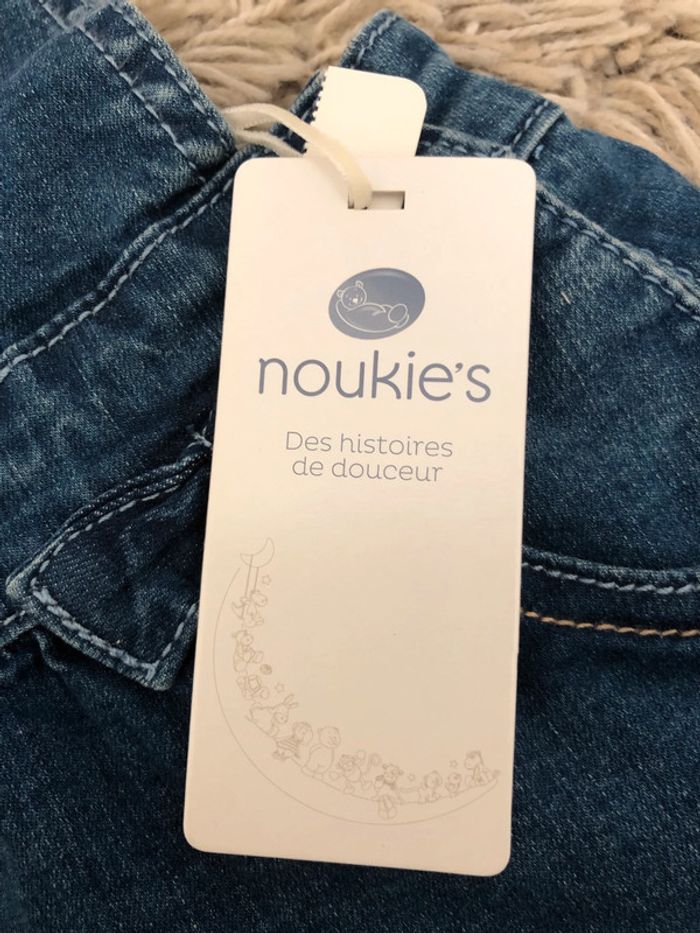 noukie's
Des histoires
de douceur